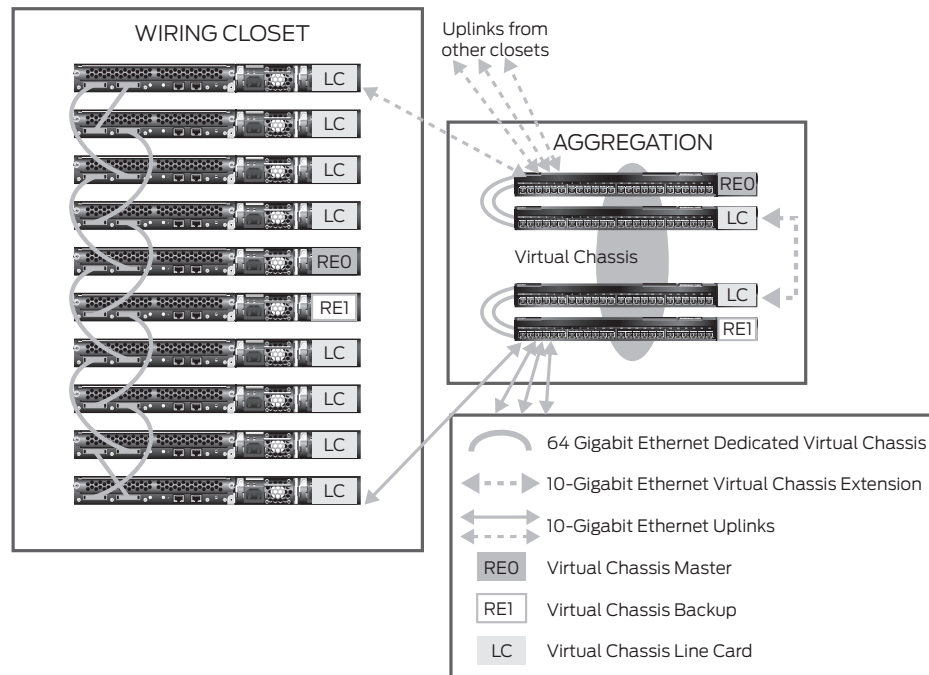 WIRING CLOSET
LC
LC
LC
LC
RE0
RE1
LC
LC
LC
LC
Uplinks from
other closets
AGGREGATION
RE0
LC
Virtual Chassis
LC
RE1
64 Gigabit Ethernet Dedicated Virtual Chassis
10-Gigabit Ethernet Virtual Chassis Extension
10-Gigabit Ethernet Uplinks
RE0 Virtual Chassis Master
RE1 Virtual Chassis Backup
LC Virtual Chassis Line Card